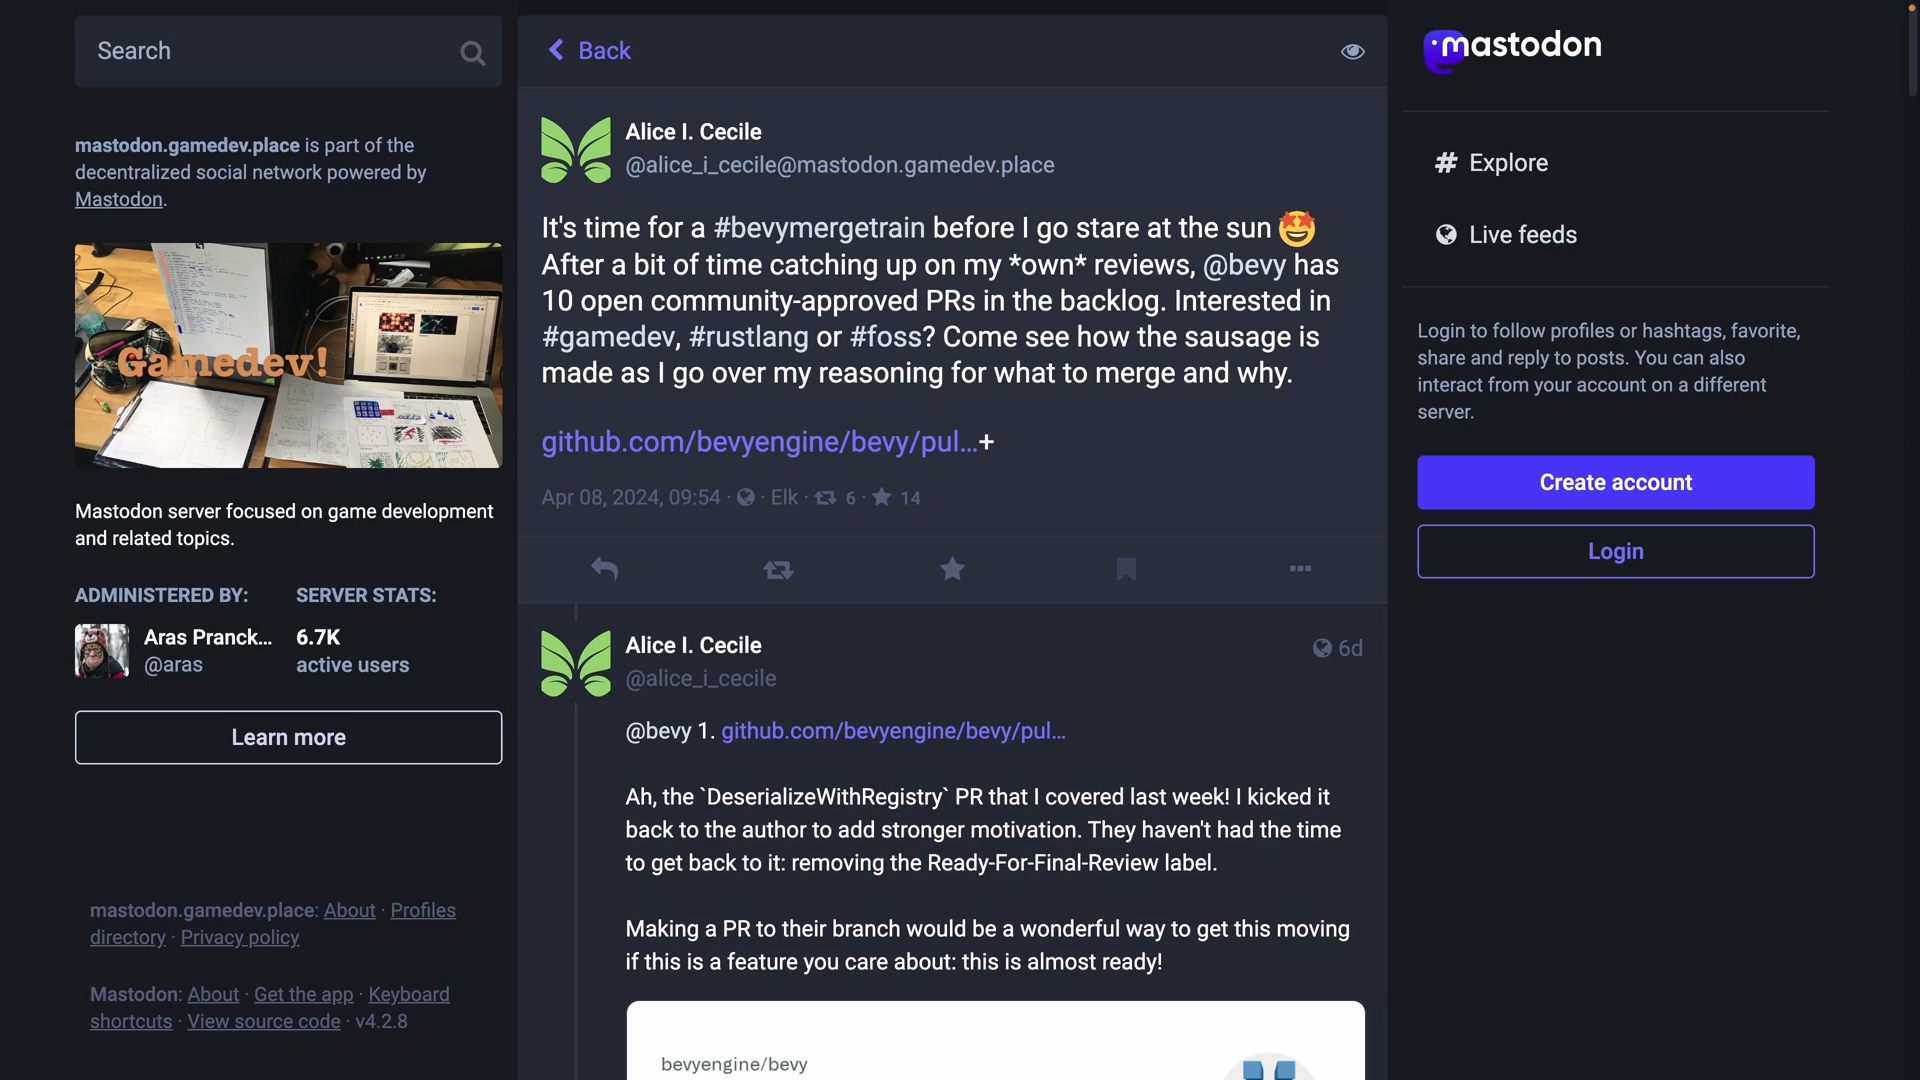 Search
mastodon.gamedev.place is part of the
decentralized social network powered by
Mastodon.
Gamedev!
Mastodon server focused on game development
and related topics.
ADMINISTERED BY:
Aras Pranck...
@aras
SERVER STATS:
6.7K
active users
Learn more
mastodon.gamedev.place: About · Profiles
directory · Privacy policy
Mastodon: About · Get the app · Keyboard
shortcuts · View source code · v4.2.8
Back
Alice I. Cecile
@alice_i_cecile@mastodon.gamedev.place
It's time for a #bevymergetrain before I go stare at the sun 🤩
After a bit of time catching up on my *own* reviews, @bevy has
10 open community-approved PRs in the backlog. Interested in
#gamedev, #rustlang or #foss? Come see how the sausage is
made as I go over my reasoning for what to merge and why.
github.com/bevyengine/bevy/pul...+
Apr 08, 2024, 09:54 · Elk · 6 · 14
Alice I. Cecile
6d
@alice_i_cecile
@bevy 1. github.com/bevyengine/bevy/pul...
Ah, the `DeserializeWithRegistry` PR that I covered last week! I kicked it
back to the author to add stronger motivation. They haven't had the time
to get back to it: removing the Ready-For-Final-Review label.
Making a PR to their branch would be a wonderful way to get this moving
if this is a feature you care about: this is almost ready!
bevyengine/bevy
mastodon
# Explore
Live feeds
Login to follow profiles or hashtags, favorite,
share and reply to posts. You can also
interact from your account on a different
server.
Create account
Login